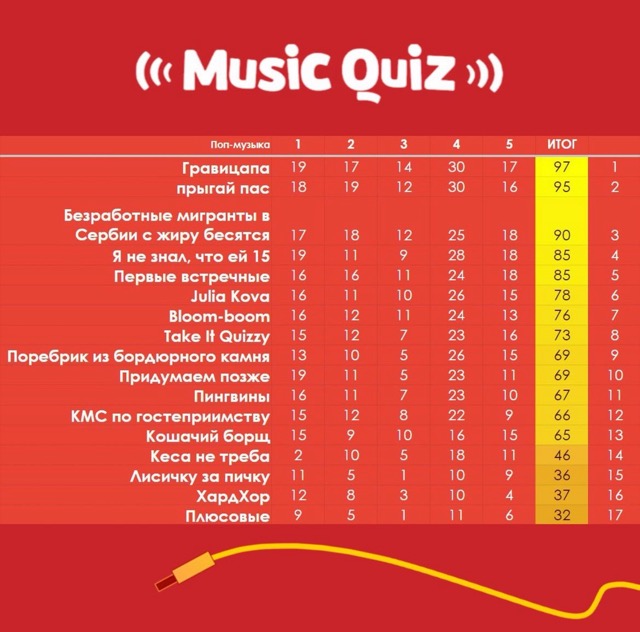 Music Quiz
Поп-музыка 1 2 3 4 5 ИТОГ
Гравицапа 19 17 14 30 17 97 1
прыгай пас 18 19 12 30 16 95 2
Безработные мигранты в
Сербии с жиру бесятся 17 18 12 25 18 90 3
Я не знал, что ей 15 19 11 9 28 18 85 4
Первые встречные 16 16 11 24 18 85 5
Julia Kova 16 11 10 26 15 78 6
Bloom-boom 16 12 11 24 13 76 7
Take It Quizzy 15 12 7 23 16 73 8
Поребрик из бордюрного камня 13 10 5 26 15 69 9
Придумаем позже 19 11 5 23 11 69 10
Пингвины 16 11 7 23 10 67 11
КМС по гостеприимству 15 12 8 22 9 66 12
Кошачий борщ 15 9 10 16 15 65 13
Кеса не треба 2 10 5 18 11 46 14
Лисичку за пичку 11 5 1 10 9 36 15
ХардХор 12 8 3 10 4 37 16
Плюсовые 9 5 1 11 6 32 17